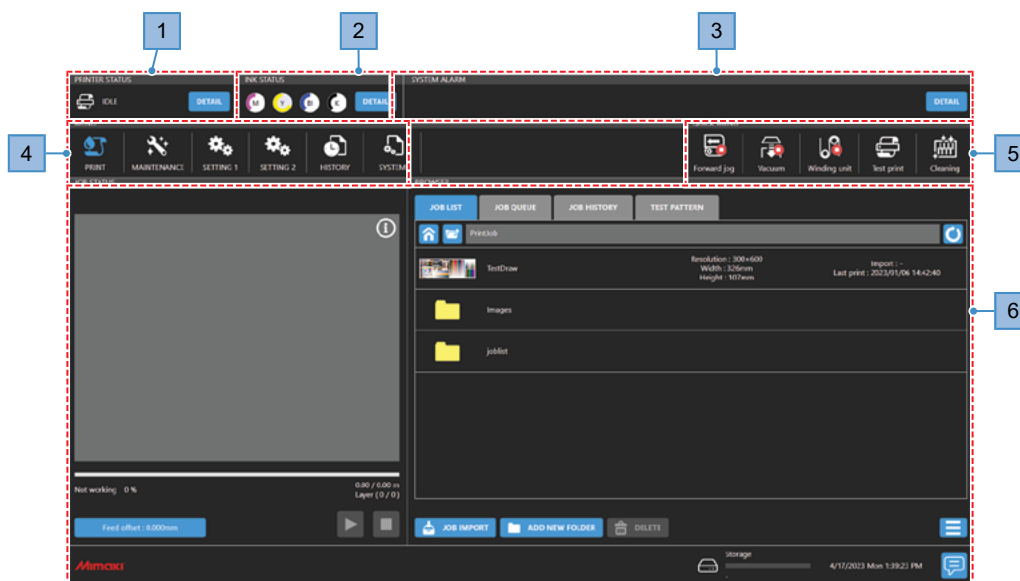 1
2
3
PRINTER STATUS
INK STATUS
SYSTEM ALARM
IDLE
DETAIL
M
Y
Bl
K
DETAIL
DETAIL
4
5
PRINT
MAINTENANCE
SETTING 1
SETTING 2
HISTORY
SYSTEM
Forward jog
Vacuum
Winding unit
Test print
Cleaning
JOB STATUS
BROWSER
JOB LIST
JOB QUEUE
JOB HISTORY
TEST PATTERN
PrintJob
TestDraw
Resolution : 300×600
Width : 326mm
Height : 107mm
Import : -
Last print : 2023/01/06 14:42:40
Images
6
joblist
Not working 0 %
0.00 / 0.00 m
Layer ( 0 / 0 )
Feed offset : 0.000mm
JOB IMPORT
ADD NEW FOLDER
DELETE
Mimaki
Storage
-
4/17/2023 Mon 1:39:23 PM